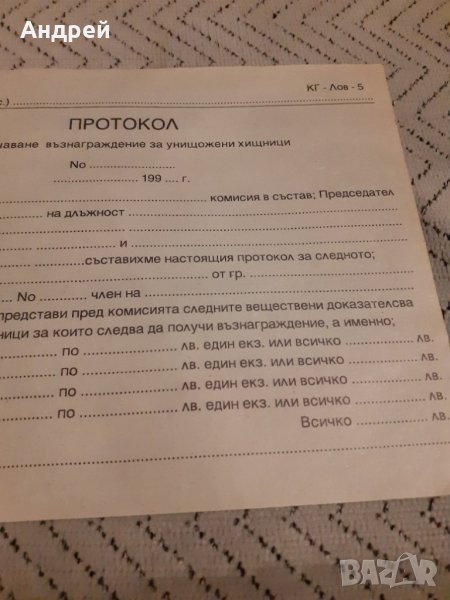 Андрей
с.) .......................................... КГ - Лов - 5
ПРОТОКОЛ
възнаграждение за унищожени хищници
No ........................
........................ 199 .... г.
.......................................... комисия в състав; Председател
.............. на длъжност .......................................... 
.......................... и ..........................................
........................съставихме настоящия протокол за следното;
.......................................... от гр. ........................
.... No ............. член на ..........................................
представи пред комисията следните веществени доказателсва
за които следва да получи възнаграждение, а именно;
................ по ................ лв. един екз. или всичко ................ лв.
................ по ................ лв. един екз. или всичко ................ лв.
................ по ................ лв. един екз. или всичко ................ лв.
................ по ................ лв. един екз. или всичко ................ лв.
Всичко ................ лв.
BAZAR